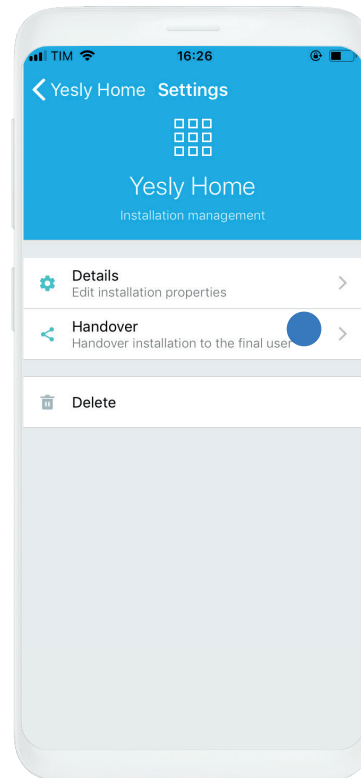 TIM 16:26
Yesly Home Settings
Yesly Home
Installation management
Details
Edit installation properties
Handover
Handover installation to the final user
Delete